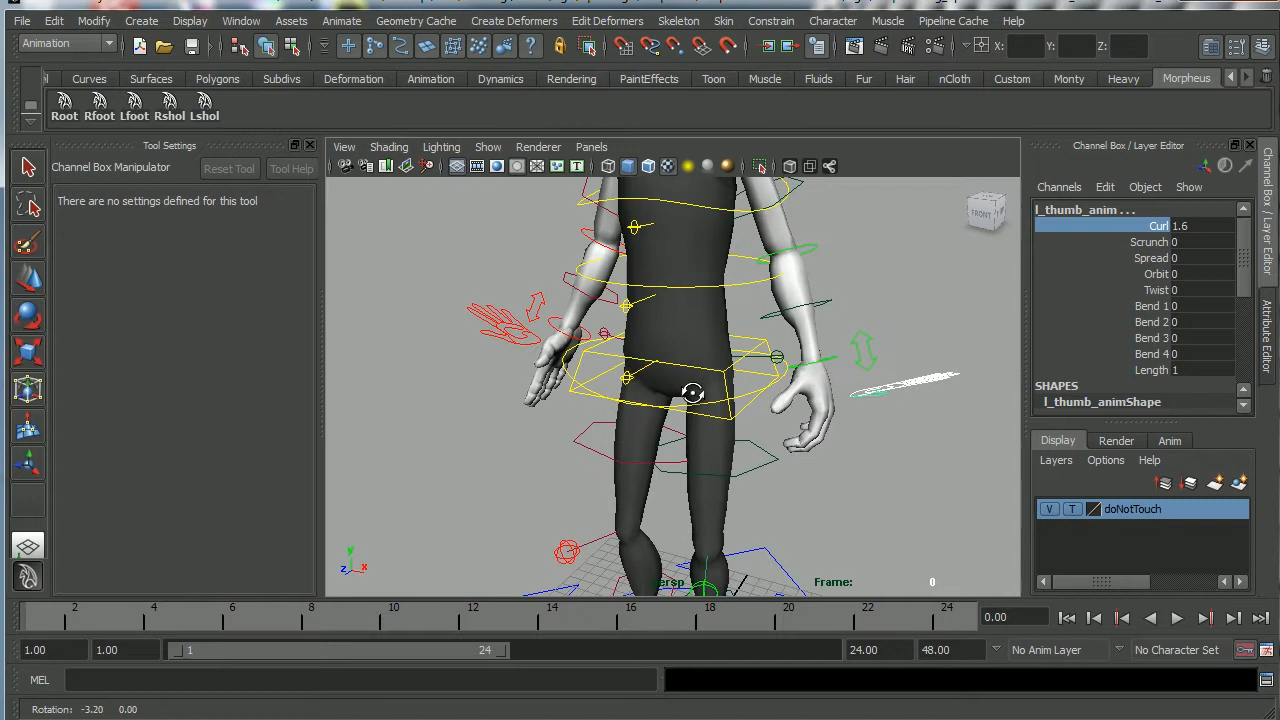 File Edit Modify Create Display Window Assets Animate Geometry Cache Create Deformers Edit Deformers Skeleton Skin Constrain Character Muscle Pipeline Cache Help
Animation X: Y: Z:
Curves Surfaces Polygons Subdivs Deformation Animation Dynamics Rendering PaintEffects Toon Muscle Fluids Fur Hair nCloth Custom Monty Heavy Morpheus
Root Rfoot Lfoot Rshol Lshol
Tool Settings
Channel Box Manipulator Reset Tool Tool Help
There are no settings defined for this tool
View Shading Lighting Show Renderer Panels
FRONT
persp Frame: 0
y
z x
Channel Box / Layer Editor
Channels Edit Object Show
l_thumb_anim . . .
Curl 1.6
Scrunch 0
Spread 0
Orbit 0
Twist 0
Bend 1 0
Bend 2 0
Bend 3 0
Bend 4 0
Length 1
SHAPES
l_thumb_animShape
Display Render Anim
Layers Options Help
V T doNotTouch
Channel Box / Layer Editor
Attribute Editor
2 4 6 8 10 12 14 16 18 20 22 24 0.00
1.00 1.00 1 24 24.00 48.00 No Anim Layer No Character Set
MEL
Rotation: -3.20 0.00